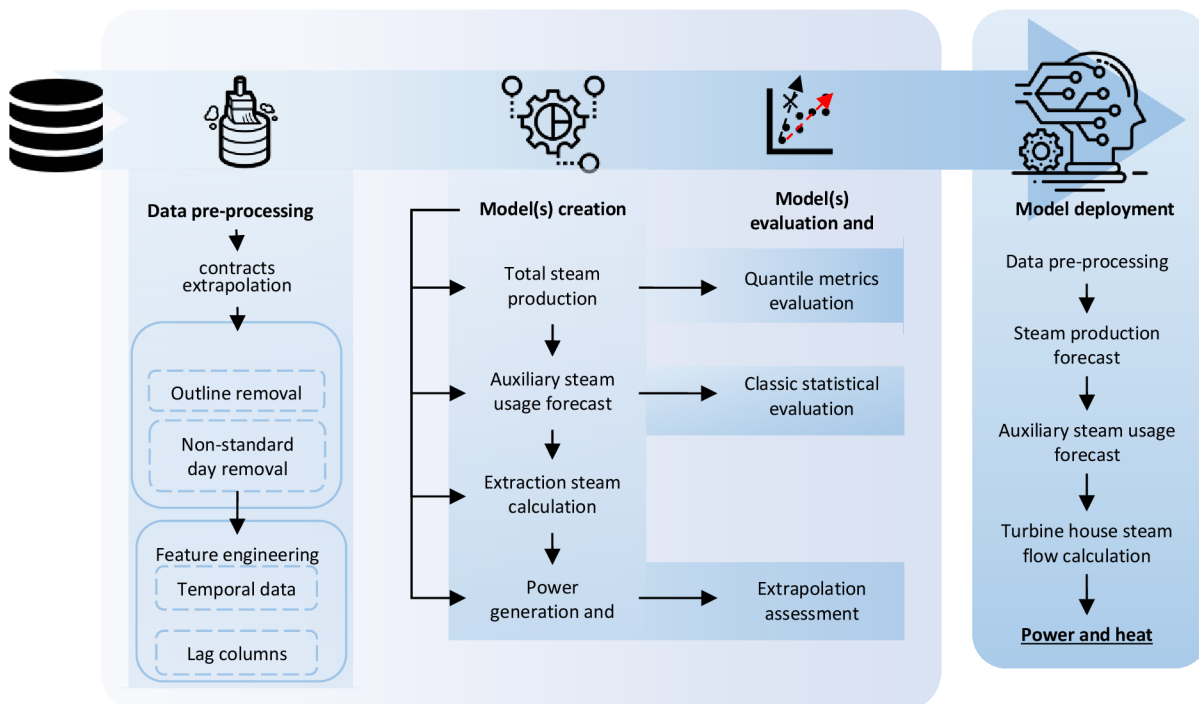 Data pre-processing
contracts
extrapolation
Outline removal
Non-standard
day removal
Feature engineering
Temporal data
Lag columns
Model(s) creation
Total steam
production
Auxiliary steam
usage forecast
Extraction steam
calculation
Power
generation and
Model(s)
evaluation and
Quantile metrics
evaluation
Classic statistical
evaluation
Extrapolation
assessment
Model deployment
Data pre-processing
Steam production
forecast
Auxiliary steam usage
forecast
Turbine house steam
flow calculation
Power and heat